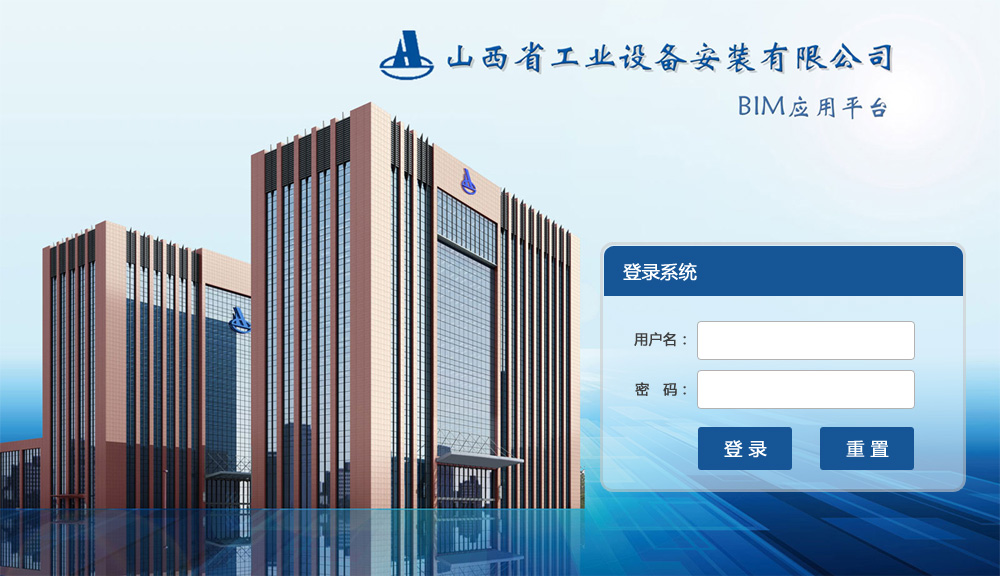 山西省工业设备安装有限公司
BIM应用平台
登录系统
用户名：
密 码：
登 录 重 置